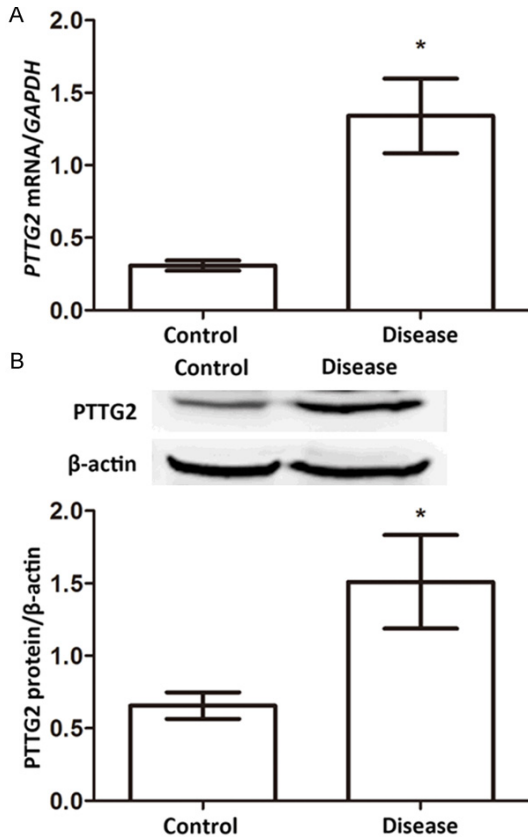 A
PTTG2 mRNA/GAPDH
2.0
*
1.5
1.0
0.5
0.0
Control Disease
B
Control Disease
PTTG2
β-actin
PTTG2 protein/β-actin
2.0
*
1.5
1.0
0.5
0.0
Control Disease